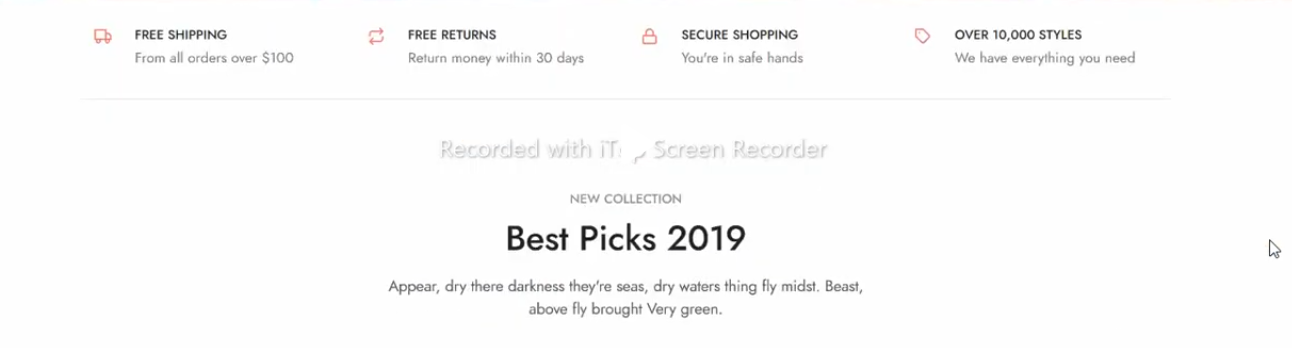 FREE SHIPPING
From all orders over $100
FREE RETURNS
Return money within 30 days
SECURE SHOPPING
You're in safe hands
OVER 10,000 STYLES
We have everything you need
Recorded with Screen Recorder
NEW COLLECTION
Best Picks 2019
Appear, dry there darkness they're seas, dry waters thing fly midst. Beast,
above fly brought Very green.